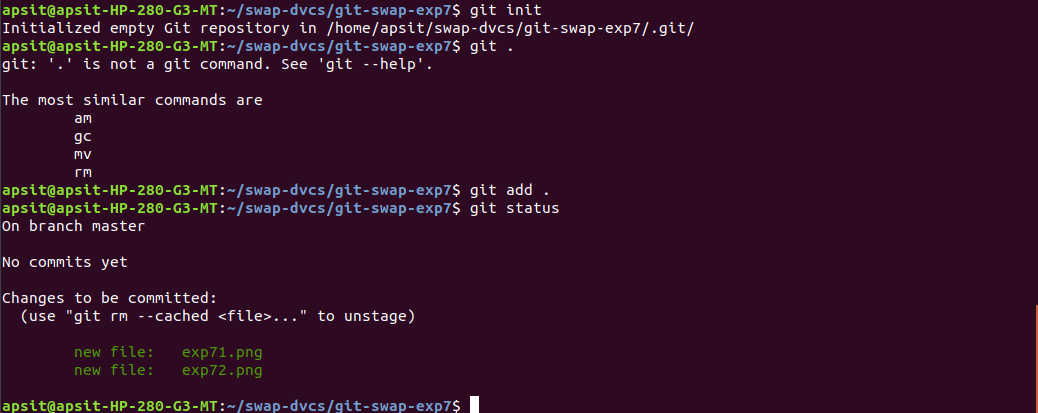 apsit@apsit-HP-280-G3-MT:~/swap-dvcs/git-swap-exp7$ git init
Initialized empty Git repository in /home/apsit/swap-dvcs/git-swap-exp7/.git/
apsit@apsit-HP-280-G3-MT:~/swap-dvcs/git-swap-exp7$ git .
git: '.' is not a git command. See 'git --help'.
The most similar commands are
am
gc
mv
rm
apsit@apsit-HP-280-G3-MT:~/swap-dvcs/git-swap-exp7$ git add .
apsit@apsit-HP-280-G3-MT:~/swap-dvcs/git-swap-exp7$ git status
On branch master
No commits yet
Changes to be committed:
(use "git rm --cached <file>..." to unstage)
new file:   exp71.png
new file:   exp72.png
apsit@apsit-HP-280-G3-MT:~/swap-dvcs/git-swap-exp7$